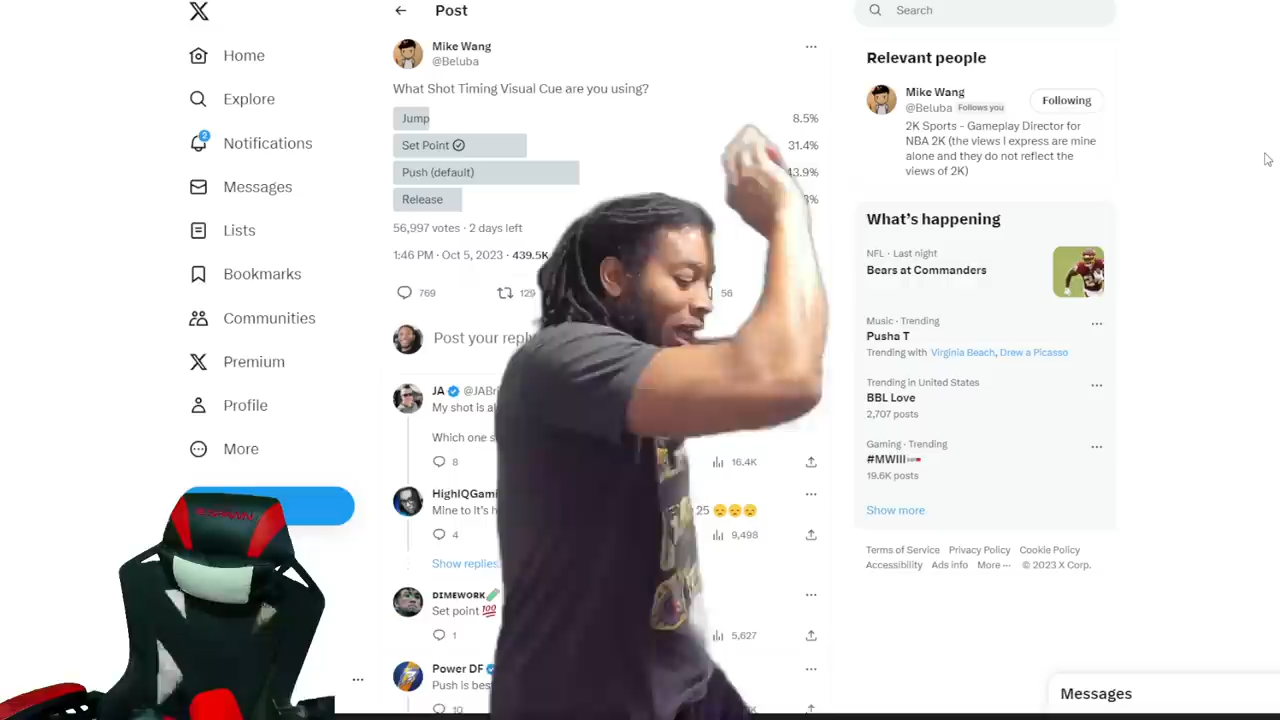 Post
Search
Home
Explore
2
Notifications
Messages
Lists
Bookmarks
Communities
Premium
Profile
More
Mike Wang
@Beluba
What Shot Timing Visual Cue are you using?
Jump 8.5%
Set Point 31.4%
Push (default) 43.9%
Release
56,997 votes · 2 days left
1:46 PM · Oct 5, 2023 · 439.5K
769 129 56
Post your reply
JA
My shot is
Which one
8 16.4K
Mine to it's 25 😔😔😔
4 9,498
Show replies
DIMEWORK
Set point 💯
1 5,627
Power DF
Push is
10
Relevant people
Mike Wang
Following
@Beluba Follows you
2K Sports - Gameplay Director for
NBA 2K (the views I express are mine
alone and they do not reflect the
views of 2K)
What's happening
NFL · Last night
Bears at Commanders
Music · Trending
Pusha T
Trending with Virginia Beach, Drew a Picasso
Trending in United States
BBL Love
2,707 posts
Gaming · Trending
#MWIII
19.6K posts
Show more
Terms of Service Privacy Policy Cookie Policy
Accessibility Ads info More ··· © 2023 X Corp.
Messages